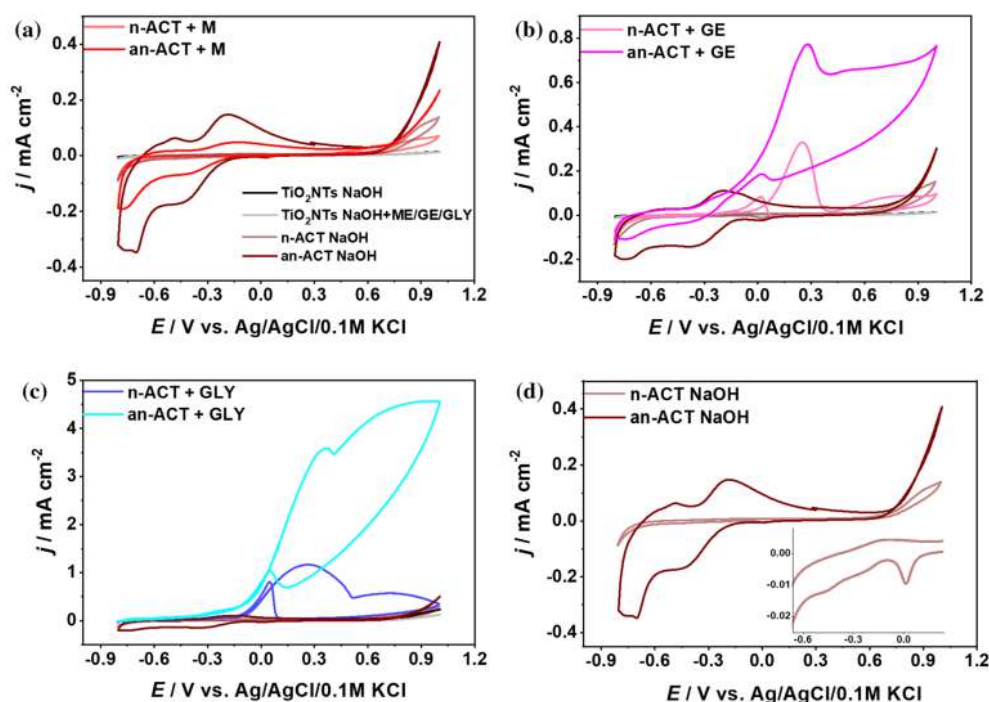 (a)
n-ACT + M
an-ACT + M
0.4
0.2
0.0
-0.2
-0.4
j / mA cm⁻²
TiO₂NTs NaOH
TiO₂NTs NaOH+ME/GE/GLY
n-ACT NaOH
an-ACT NaOH
-0.9 -0.6 -0.3 0.0 0.3 0.6 0.9 1.2
E / V vs. Ag/AgCl/0.1M KCl
(b)
n-ACT + GE
an-ACT + GE
0.8
0.6
0.4
0.2
0.0
-0.2
j / mA cm⁻²
-0.9 -0.6 -0.3 0.0 0.3 0.6 0.9 1.2
E / V vs. Ag/AgCl/0.1M KCl
(c)
n-ACT + GLY
an-ACT + GLY
5
4
3
2
1
0
j / mA cm⁻²
-0.9 -0.6 -0.3 0.0 0.3 0.6 0.9 1.2
E / V vs. Ag/AgCl/0.1M KCl
(d)
n-ACT NaOH
an-ACT NaOH
0.4
0.2
0.0
-0.2
-0.4
j / mA cm⁻²
0.00
-0.01
-0.02
-0.6 -0.3 0.0
-0.9 -0.6 -0.3 0.0 0.3 0.6 0.9 1.2
E / V vs. Ag/AgCl/0.1M KCl